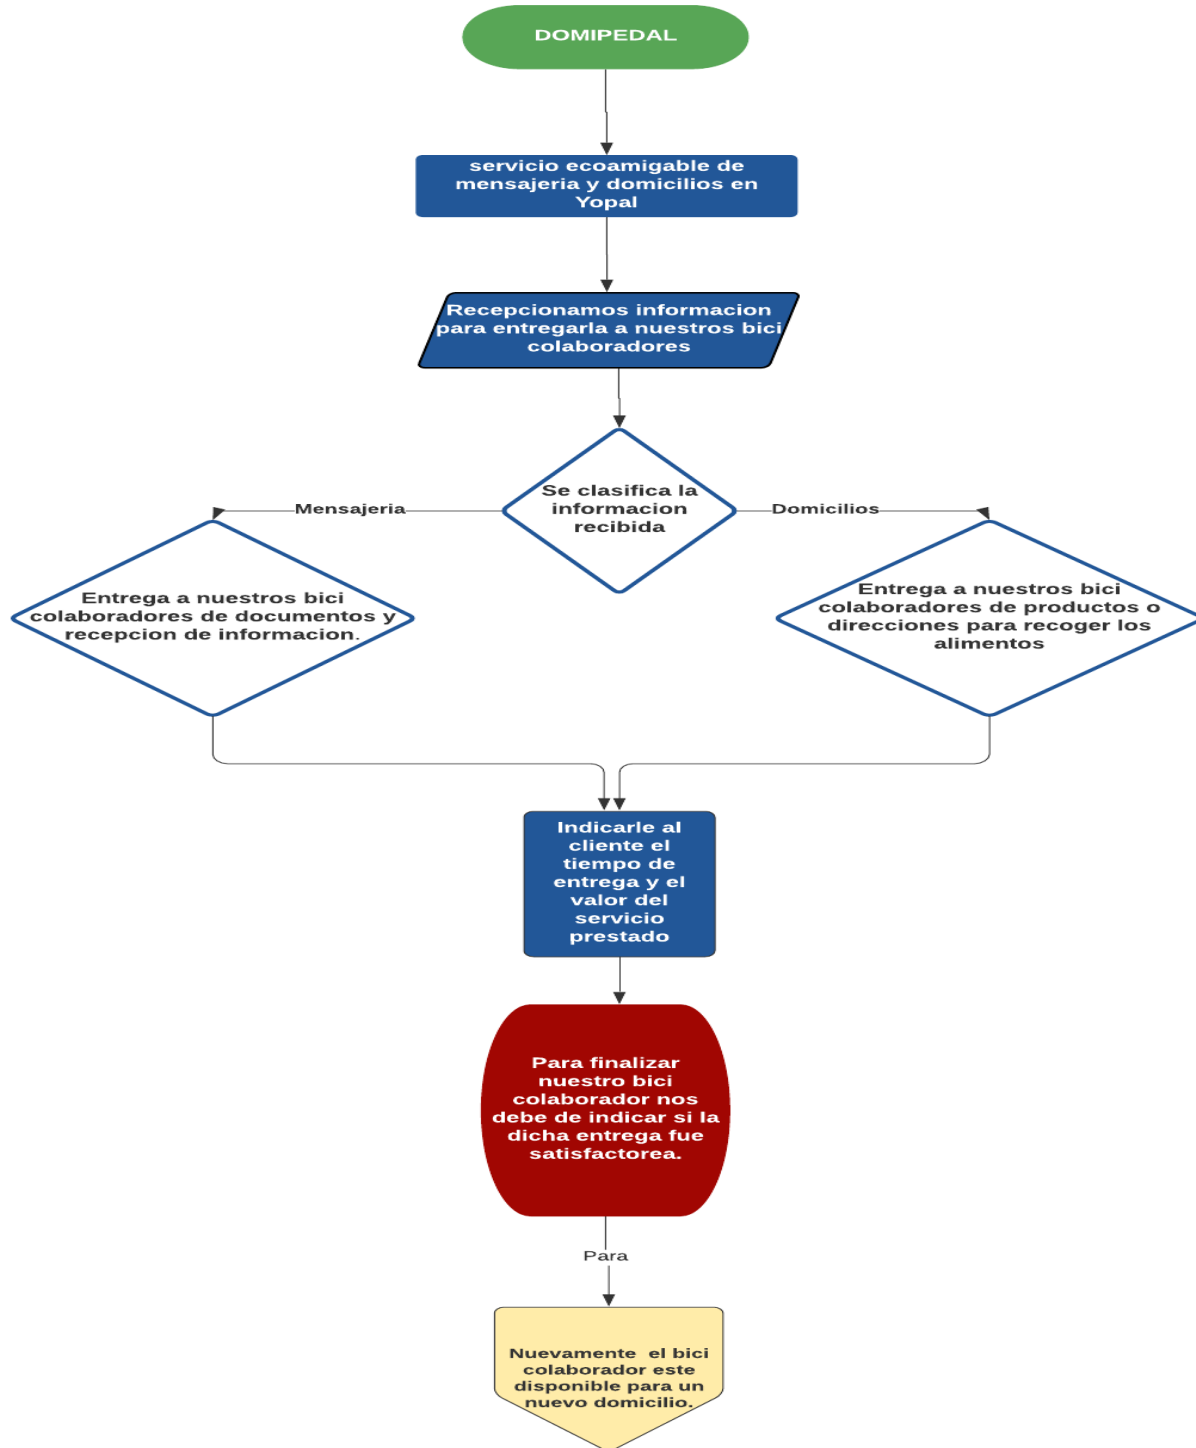 DOMIPEDAL
servicio ecoamigable de
mensajeria y domicilios en
Yopal
Recepcionamos informacion
para entregarla a nuestros bici
colaboradores
Se clasifica la
informacion
recibida
Mensajeria
Domicilios
Entrega a nuestros bici
colaboradores de documentos y
recepcion de informacion.
Entrega a nuestros bici
colaboradores de productos o
direcciones para recoger los
alimentos
Indicarle al
cliente el
tiempo de
entrega y el
valor del
servicio
prestado
Para finalizar
nuestro bici
colaborador nos
debe de indicar si la
dicha entrega fue
satisfactorea.
Para
Nuevamente el bici
colaborador este
disponible para un
nuevo domicilio.